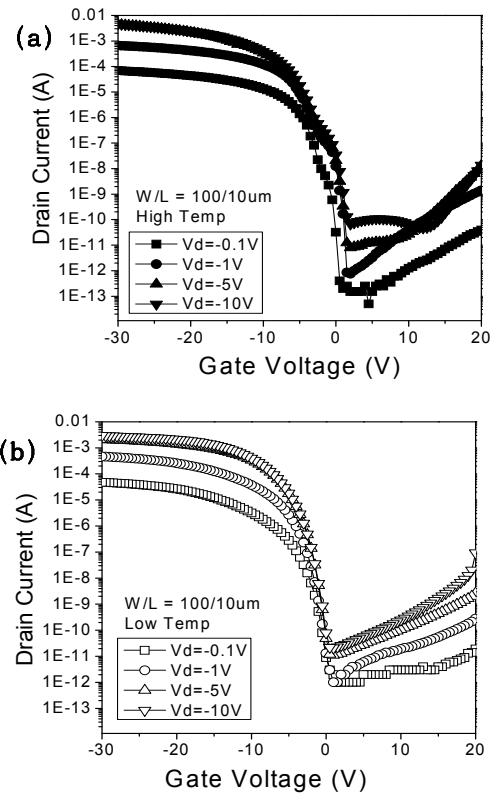 (a)
Drain Current (A)
0.01
1E-3
1E-4
1E-5
1E-6
1E-7
1E-8
1E-9
1E-10
1E-11
1E-12
1E-13
W/L = 100/10um
High Temp
Vd=-0.1V
Vd=-1V
Vd=-5V
Vd=-10V
-30 -20 -10 0 10 20
Gate Voltage (V)
(b)
Drain Current (A)
0.01
1E-3
1E-4
1E-5
1E-6
1E-7
1E-8
1E-9
1E-10
1E-11
1E-12
1E-13
W/L = 100/10um
Low Temp
Vd=-0.1V
Vd=-1V
Vd=-5V
Vd=-10V
-30 -20 -10 0 10 20
Gate Voltage (V)